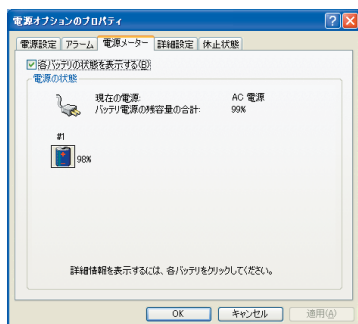 電源オプションのプロパティ
電源設定 アラーム 電源メーター 詳細設定 休止状態
各バッテリの状態を表示する(B)
電源の状態
現在の電源: AC 電源
バッテリ電源の残容量の合計: 99%
#1
98%
詳細情報を表示するには、各バッテリをクリックしてください。
OK キャンセル 適用(A)